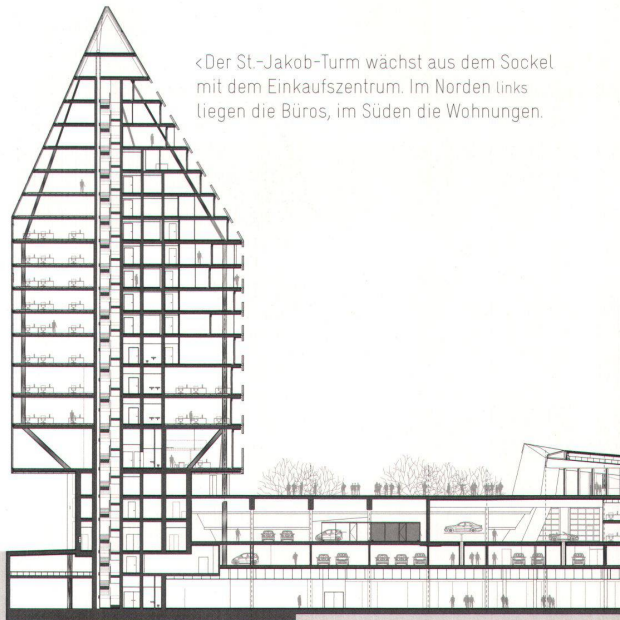 <Der St.-Jakob-Turm wächst aus dem Sockel
mit dem Einkaufszentrum. Im Norden links
liegen die Büros, im Süden die Wohnungen.